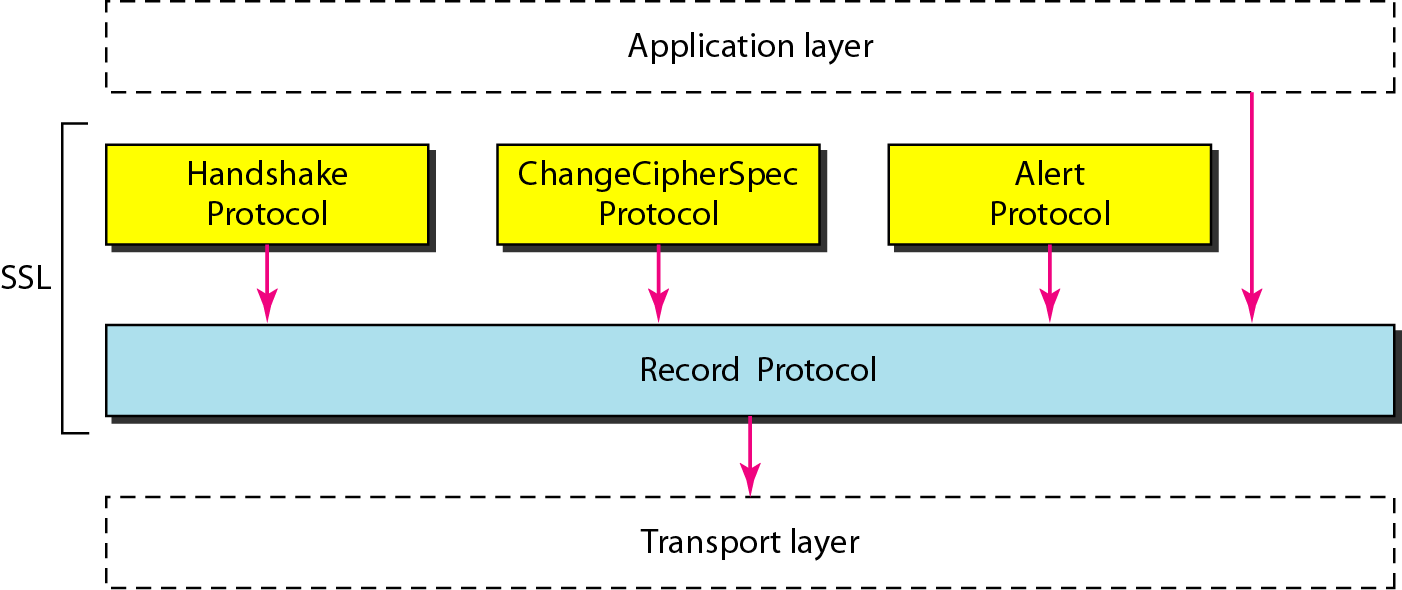 Application layer
Handshake
Protocol
ChangeCipherSpec
Protocol
Alert
Protocol
SSL
Record Protocol
Transport layer